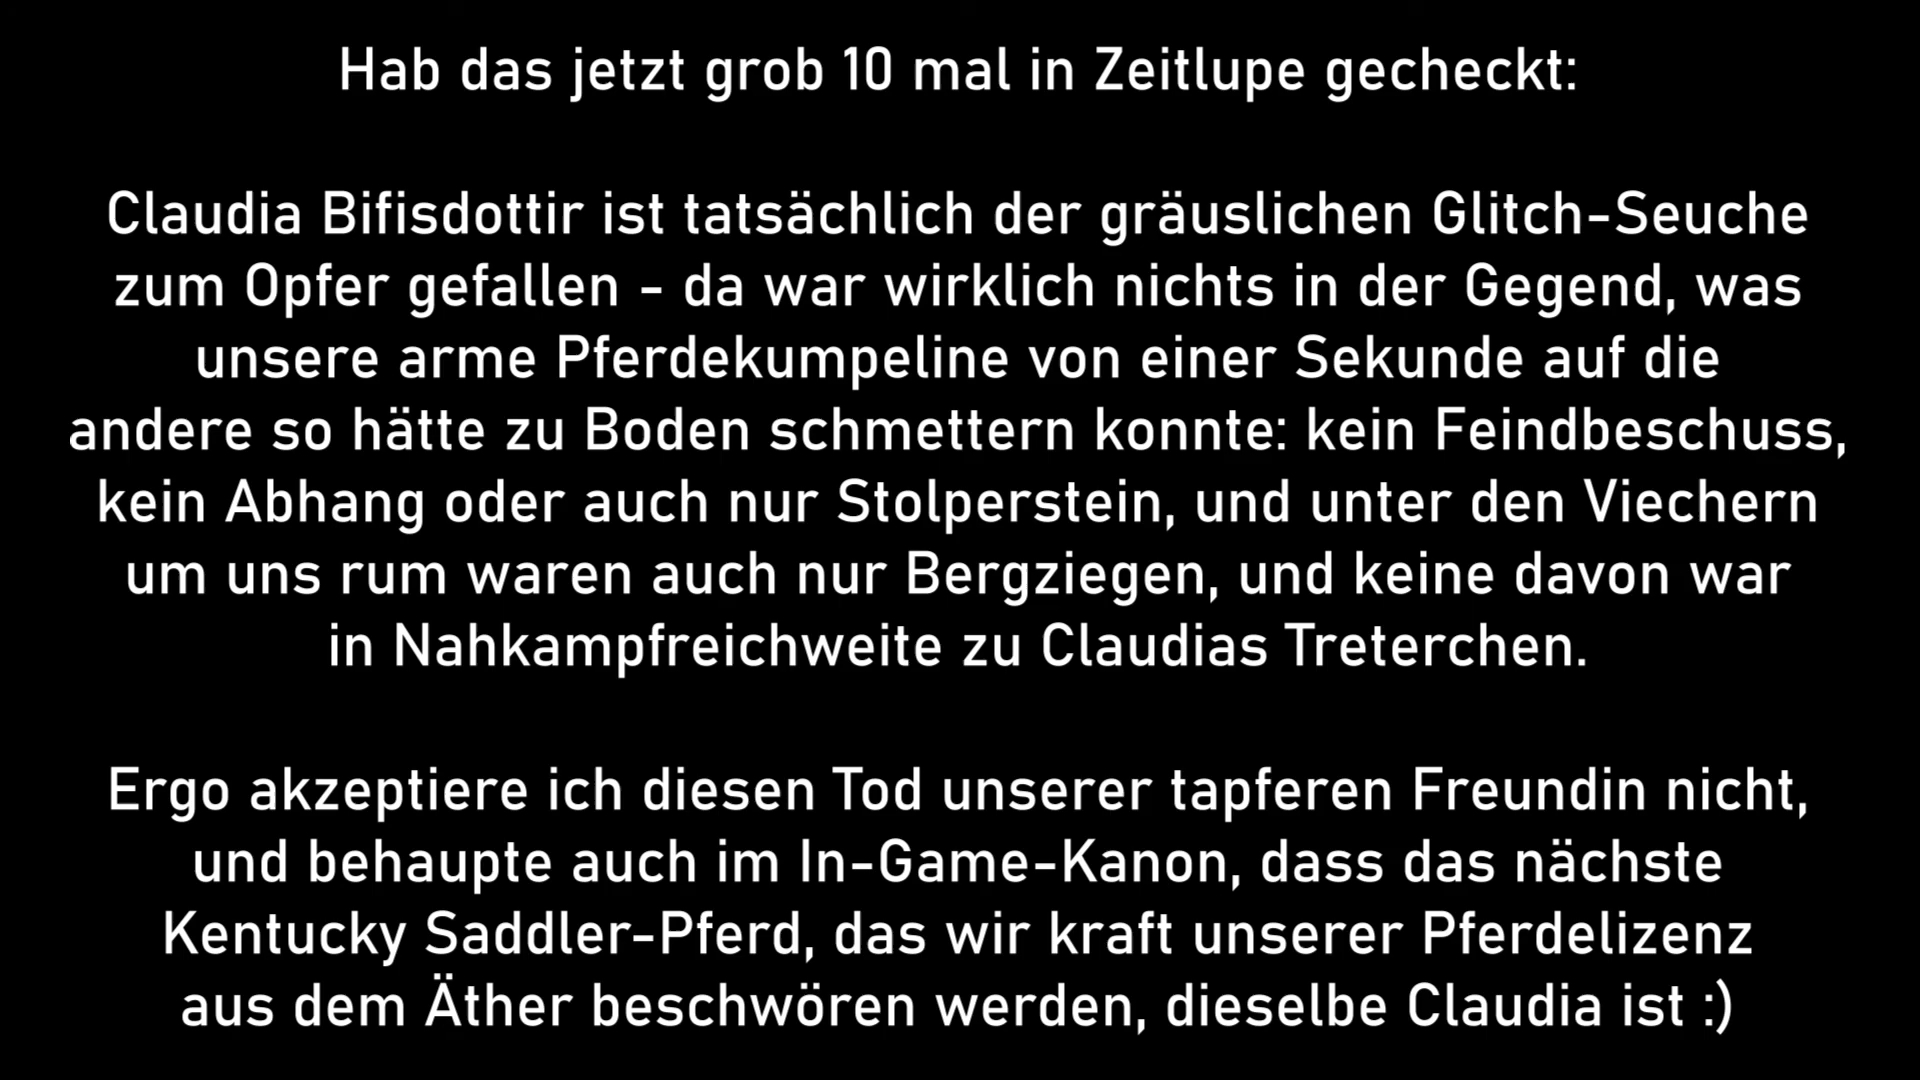 Hab das jetzt grob 10 mal in Zeitlupe gecheckt:
Claudia Bifisdottir ist tatsächlich der gräuslichen Glitch-Seuche
zum Opfer gefallen - da war wirklich nichts in der Gegend, was
unsere arme Pferdekumpeline von einer Sekunde auf die
andere so hätte zu Boden schmettern konnte: kein Feindbeschuss,
kein Abhang oder auch nur Stolperstein, und unter den Viechern
um uns rum waren auch nur Bergziegen, und keine davon war
in Nahkampfreichweite zu Claudias Treterchen.
Ergo akzeptiere ich diesen Tod unserer tapferen Freundin nicht,
und behaupte auch im In-Game-Kanon, dass das nächste
Kentucky Saddler-Pferd, das wir kraft unserer Pferdelizenz
aus dem Äther beschwören werden, dieselbe Claudia ist :)